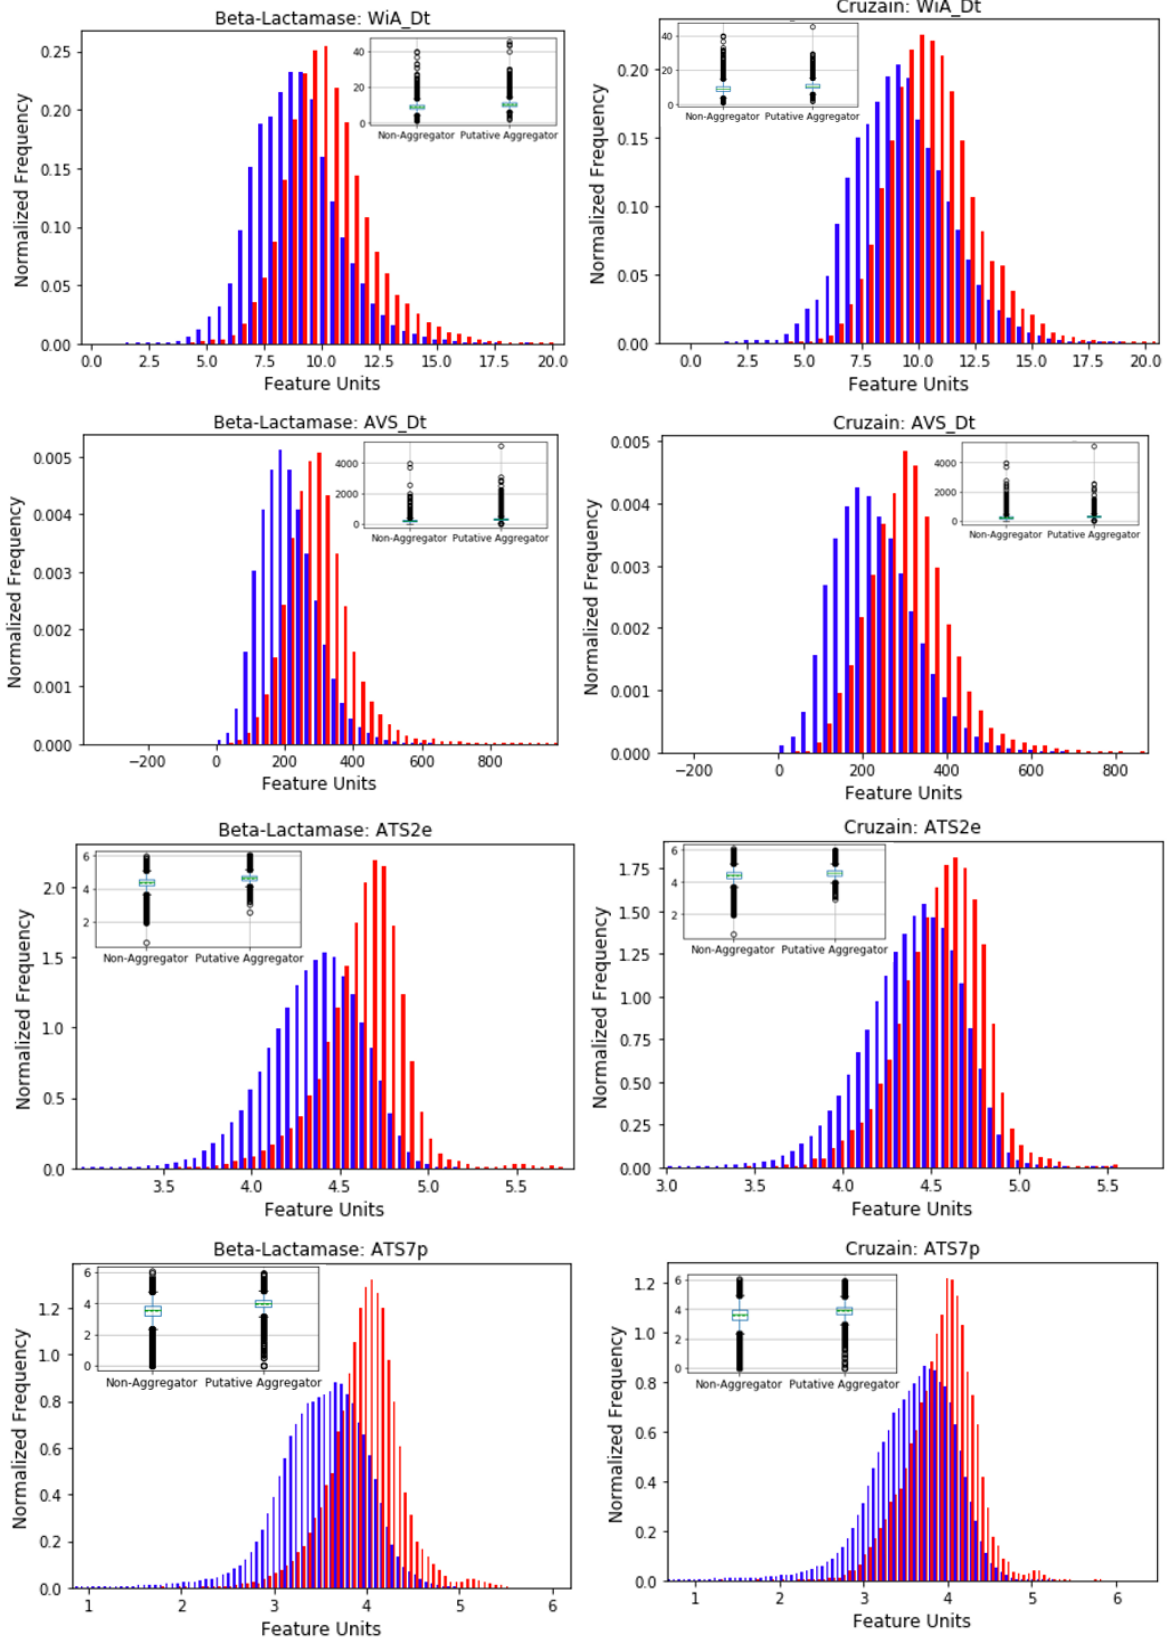 Beta-Lactamase: WiA_Dt
Normalized Frequency
0.25
0.20
0.15
0.10
0.05
0.00
40
20
0
Non-Aggregator Putative Aggregator
0.0 2.5 5.0 7.5 10.0 12.5 15.0 17.5 20.0
Feature Units
Cruzain: WiA_Dt
Normalized Frequency
0.20
0.15
0.10
0.05
0.00
40
20
0
Non-Aggregator Putative Aggregator
0.0 2.5 5.0 7.5 10.0 12.5 15.0 17.5 20.0
Feature Units
Beta-Lactamase: AVS_Dt
Normalized Frequency
0.005
0.004
0.003
0.002
0.001
0.000
4000
2000
0
Non-Aggregator Putative Aggregator
−200 0 200 400 600 800
Feature Units
Cruzain: AVS_Dt
Normalized Frequency
0.005
0.004
0.003
0.002
0.001
0.000
4000
2000
0
Non-Aggregator Putative Aggregator
−200 0 200 400 600 800
Feature Units
Beta-Lactamase: ATS2e
Normalized Frequency
2.0
1.5
1.0
0.5
0.0
6
4
2
Non-Aggregator Putative Aggregator
3.5 4.0 4.5 5.0 5.5
Feature Units
Cruzain: ATS2e
Normalized Frequency
1.75
1.50
1.25
1.00
0.75
0.50
0.25
0.00
6
4
2
Non-Aggregator Putative Aggregator
3.0 3.5 4.0 4.5 5.0 5.5
Feature Units
Beta-Lactamase: ATS7p
Normalized Frequency
1.2
1.0
0.8
0.6
0.4
0.2
0.0
6
4
2
0
Non-Aggregator Putative Aggregator
1 2 3 4 5 6
Feature Units
Cruzain: ATS7p
Normalized Frequency
1.2
1.0
0.8
0.6
0.4
0.2
0.0
6
4
2
0
Non-Aggregator Putative Aggregator
1 2 3 4 5 6
Feature Units